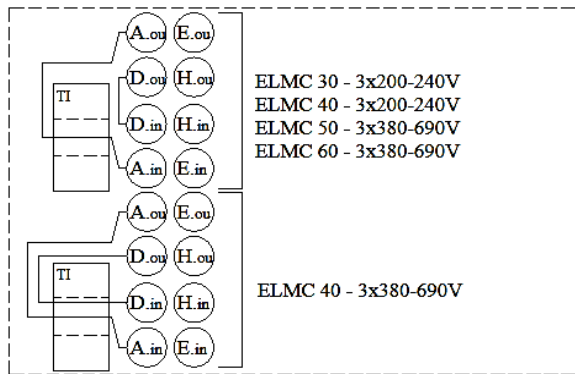 A.ou E.ou
D.ou H.ou
TI
D.in H.in
A.in E.in
ELMC 30 - 3x200-240V
ELMC 40 - 3x200-240V
ELMC 50 - 3x380-690V
ELMC 60 - 3x380-690V
A.ou E.ou
D.ou H.ou
TI
D.in H.in
A.in E.in
ELMC 40 - 3x380-690V